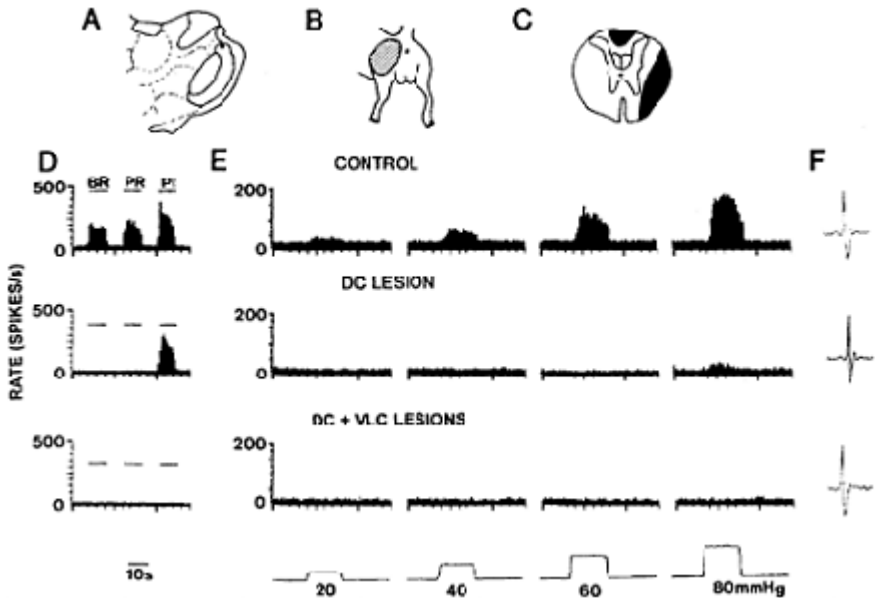 A B C
D E F
CONTROL
BR PR PI
500 200
0 0
DC LESION
500 200
0 0
DC + VLC LESIONS
500 200
0 0
RATE (SPIKES/s)
10s 20 40 60 80mmHg